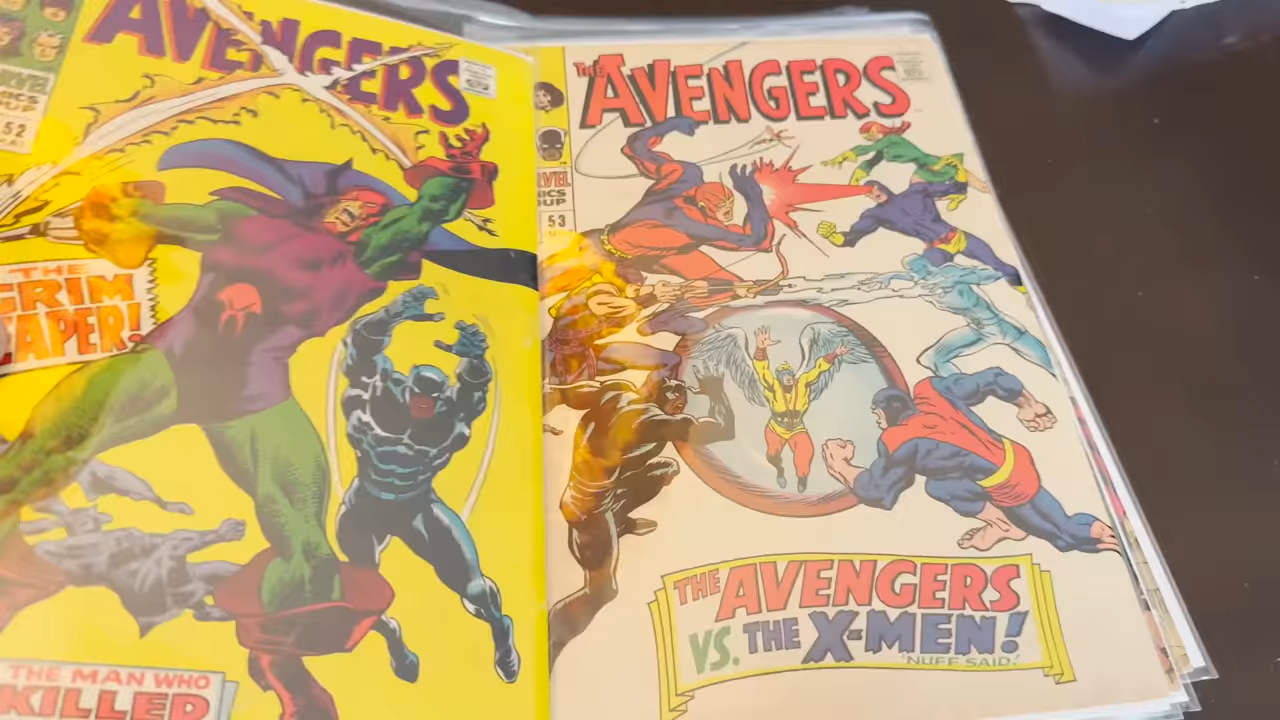 AVENGERS
52
THE
GRIM
REAPER!
THE MAN WHO
KILLED
THE AVENGERS
53
THE AVENGERS
VS. THE X-MEN!
'NUFF SAID!